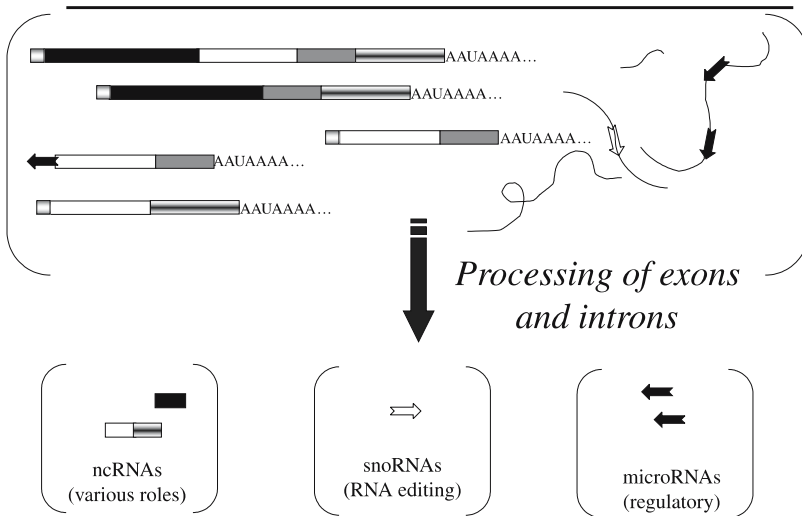 AAUAAAA...
AAUAAAA...
AAUAAAA...
AAUAAAA...
AAUAAAA...
Processing of exons
and introns
ncRNAs
(various roles)
snoRNAs
(RNA editing)
microRNAs
(regulatory)